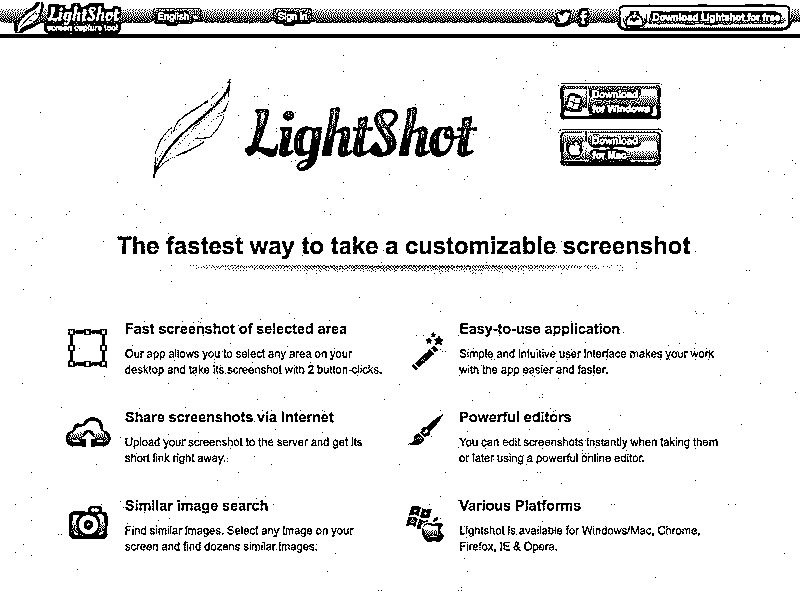 LightShot
screen capture tool
English
Sign in
Download Lightshot for free
LightShot
Download
for Windows
Download
for Mac
The fastest way to take a customizable screenshot
Fast screenshot of selected area
Our app allows you to select any area on your
desktop and take its screenshot with 2 button-clicks.
Easy-to-use application
Simple and intuitive user interface makes your work
with the app easier and faster.
Share screenshots via Internet
Upload your screenshot to the server and get its
short link right away.
Powerful editors
You can edit screenshots instantly when taking them
or later using a powerful online editor.
Similar image search
Find similar images. Select any image on your
screen and find dozens similar images.
Various Platforms
Lightshot is available for Windows/Mac, Chrome,
Firefox, IE & Opera.